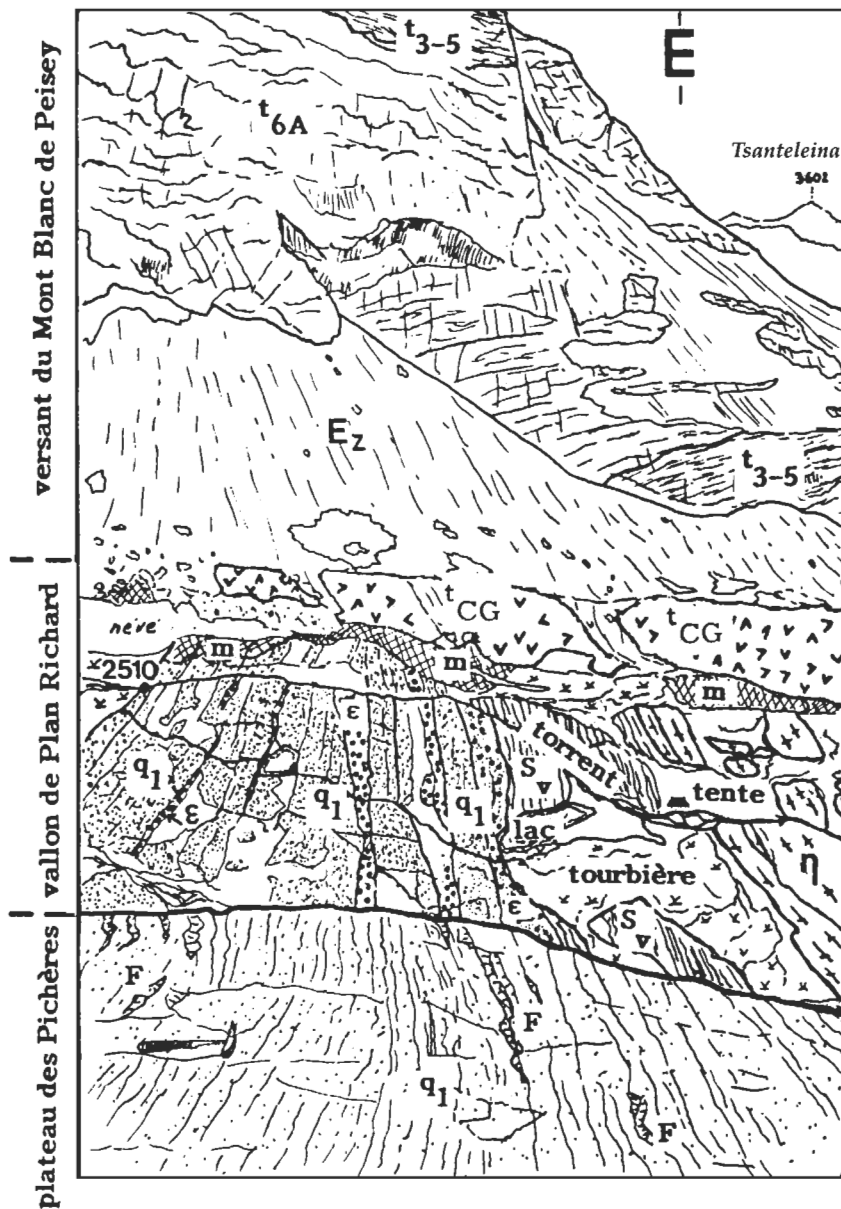 t3-5
E
t6A
Tsanteleina
3602
versant du Mont Blanc de Peisey
Ez
t3-5
tCG
tCG
névé
m
m
m
2510
ε
torrent
Sv
q1
ε
q1
q1
tente
lac
vallon de Plan Richard
tourbière
η
ε
Sv
F
F
q1
F
plateau des Pichères